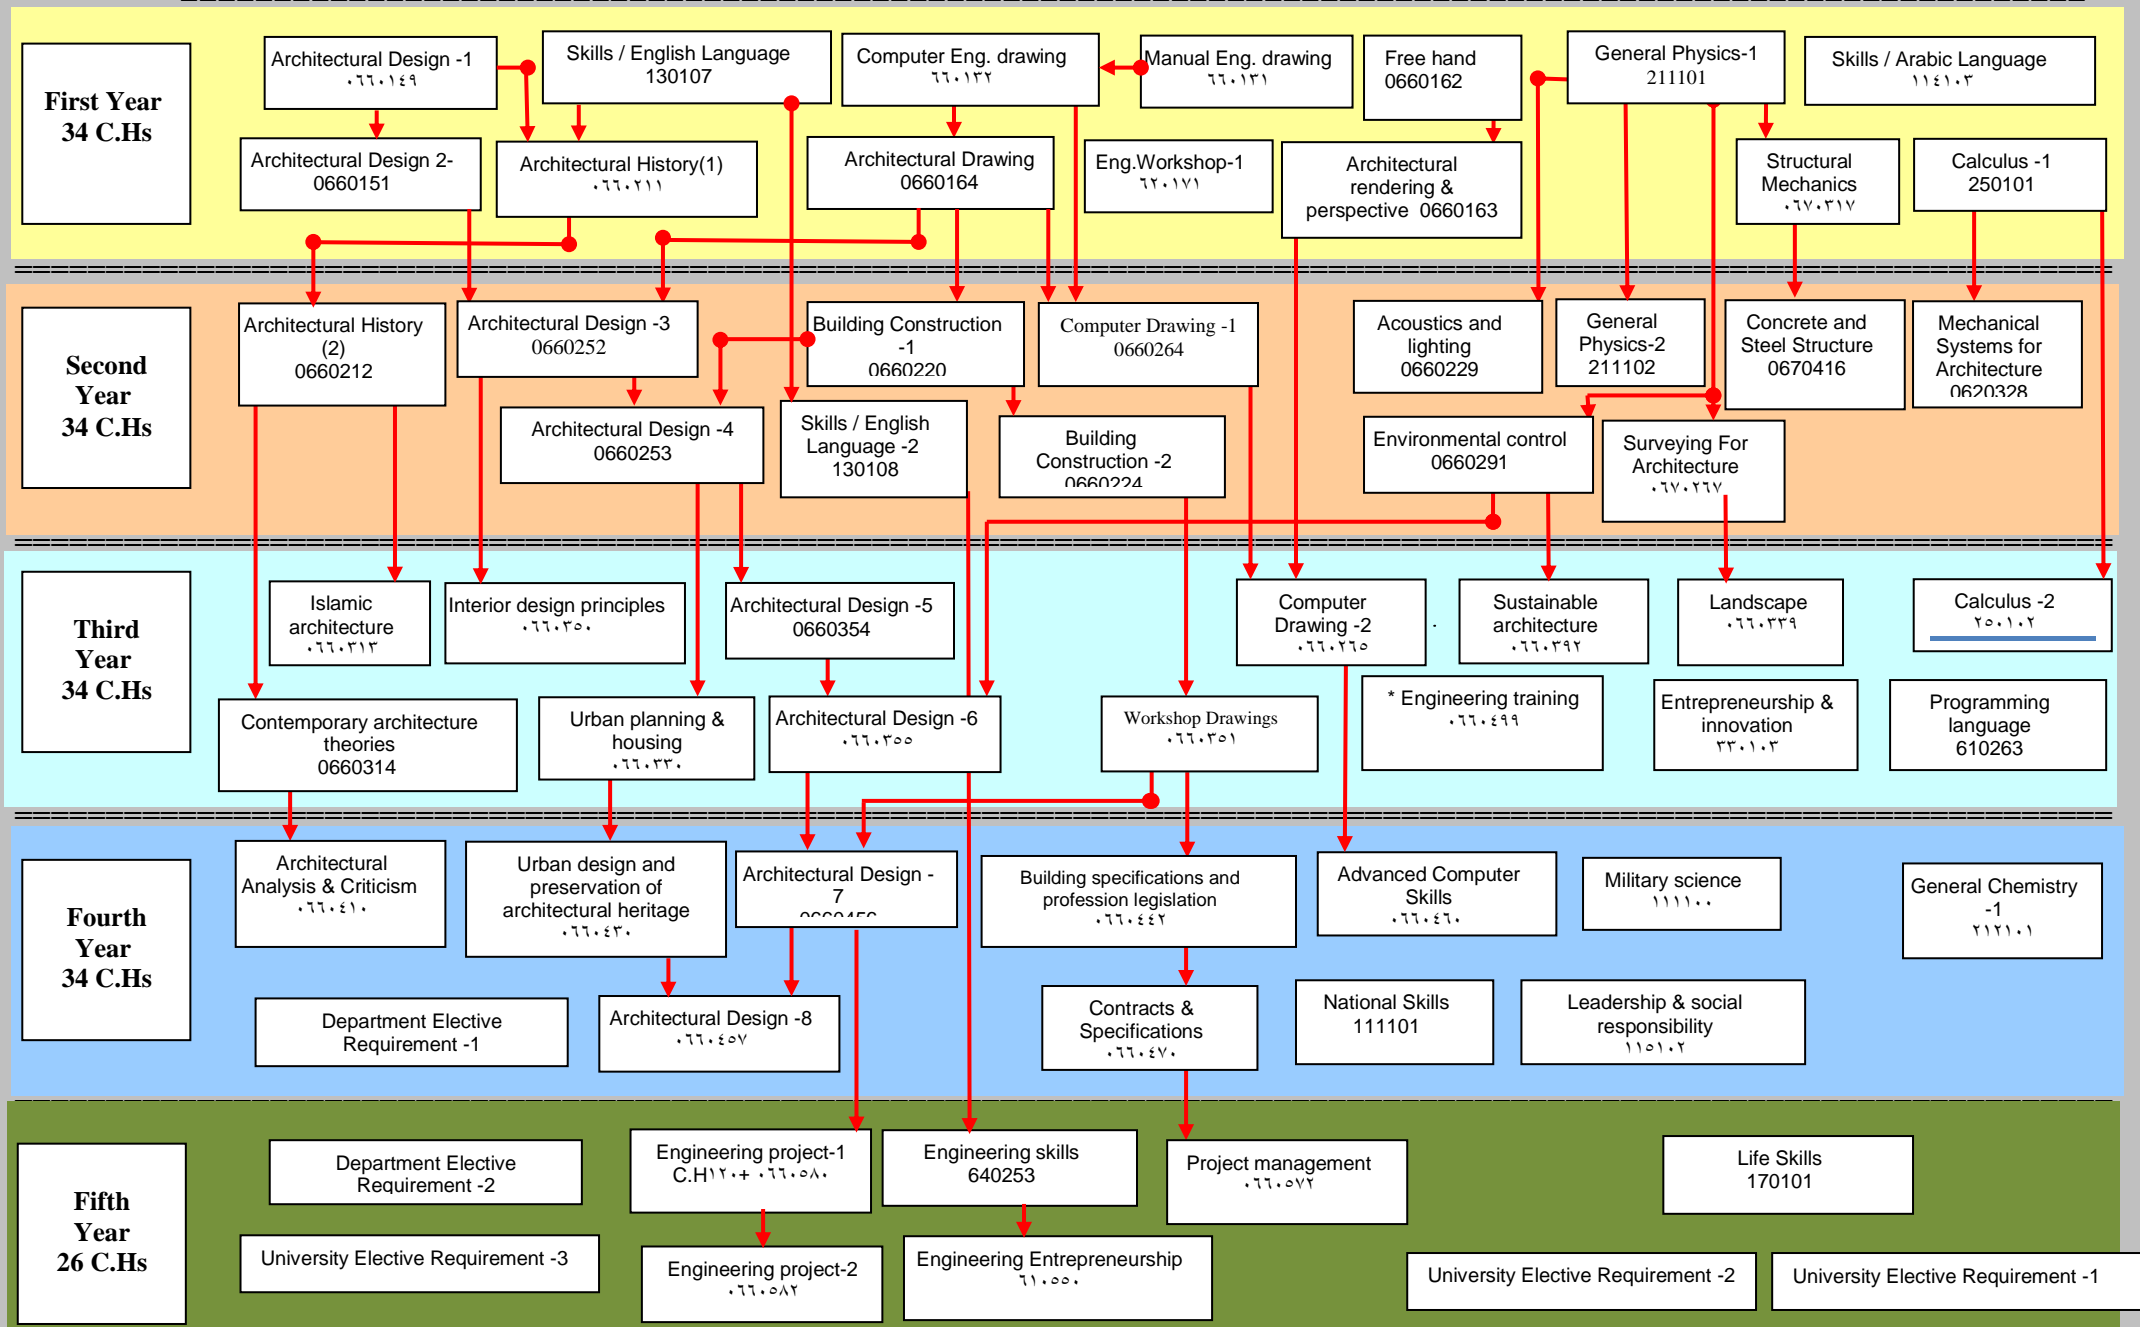 First Year
34 C.Hs
Architectural Design -1
٠٦٦٠١٤٩
Skills / English Language
130107
Computer Eng. drawing
٦٦٠١٣٢
Manual Eng. drawing
٦٦٠١٣١
Free hand
0660162
General Physics-1
211101
Skills / Arabic Language
١١٤١٠٣
Architectural Design 2-
0660151
Architectural History(1)
٠٦٦٠٢١١
Architectural Drawing
0660164
Eng.Workshop-1
٦٢٠١٧١
Architectural
rendering &
perspective 0660163
Structural
Mechanics
٠٦٧٠٣١٧
Calculus -1
250101
Second
Year
34 C.Hs
Architectural History
(2)
0660212
Architectural Design -3
0660252
Building Construction
-1
0660220
Computer Drawing -1
0660264
Acoustics and
lighting
0660229
General
Physics-2
211102
Concrete and
Steel Structure
0670416
Mechanical
Systems for
Architecture
0620328
Architectural Design -4
0660253
Skills / English
Language -2
130108
Building
Construction -2
0660224
Environmental control
0660291
Surveying For
Architecture
٠٦٧٠٢٦٧
Third
Year
34 C.Hs
Islamic
architecture
٠٦٦٠٣١٣
Interior design principles
٠٦٦٠٣٥٠
Architectural Design -5
0660354
Computer
Drawing -2
٠٦٦٠٢٦٥
Sustainable
architecture
٠٦٦٠٣٩٢
Landscape
٠٦٦٠٣٣٩
Calculus -2
٢٥٠١٠٢
Contemporary architecture
theories
0660314
Urban planning &
housing
٠٦٦٠٣٣٠
Architectural Design -6
٠٦٦٠٣٥٥
Workshop Drawings
٠٦٦٠٣٥١
* Engineering training
٠٦٦٠٤٩٩
Entrepreneurship &
innovation
٣٣٠١٠٣
Programming
language
610263
Fourth
Year
34 C.Hs
Architectural
Analysis & Criticism
٠٦٦٠٤١٠
Urban design and
preservation of
architectural heritage
٠٦٦٠٤٣٠
Architectural Design -
7
Building specifications and
profession legislation
٠٦٦٠٤٤٢
Advanced Computer
Skills
٠٦٦٠٤٦٠
Military science
١١١١٠٠
General Chemistry
-1
٢١٢١٠١
Department Elective
Requirement -1
Architectural Design -8
٠٦٦٠٤٥٧
Contracts &
Specifications
٠٦٦٠٤٧٠
National Skills
111101
Leadership & social
responsibility
١١٥١٠٢
Fifth
Year
26 C.Hs
Department Elective
Requirement -2
Engineering project-1
C.H١٢٠+ ٠٦٦٠٥٨٠
Engineering skills
640253
Project management
٠٦٦٠٥٧٢
Life Skills
170101
University Elective Requirement -3
Engineering project-2
٠٦٦٠٥٨٢
Engineering Entrepreneurship
٦١٠٥٥٠
University Elective Requirement -2
University Elective Requirement -1